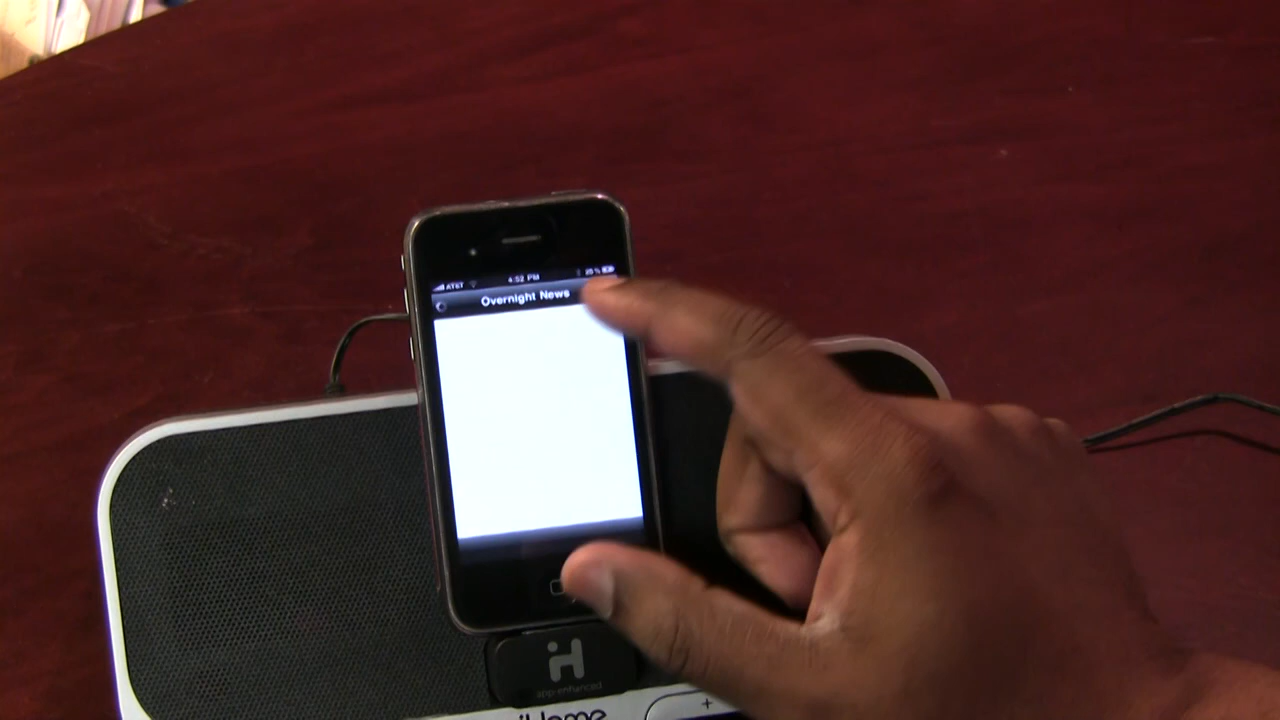 AT&T 4:52 PM
Overnight News
iH
app-enhanced
iHome
+